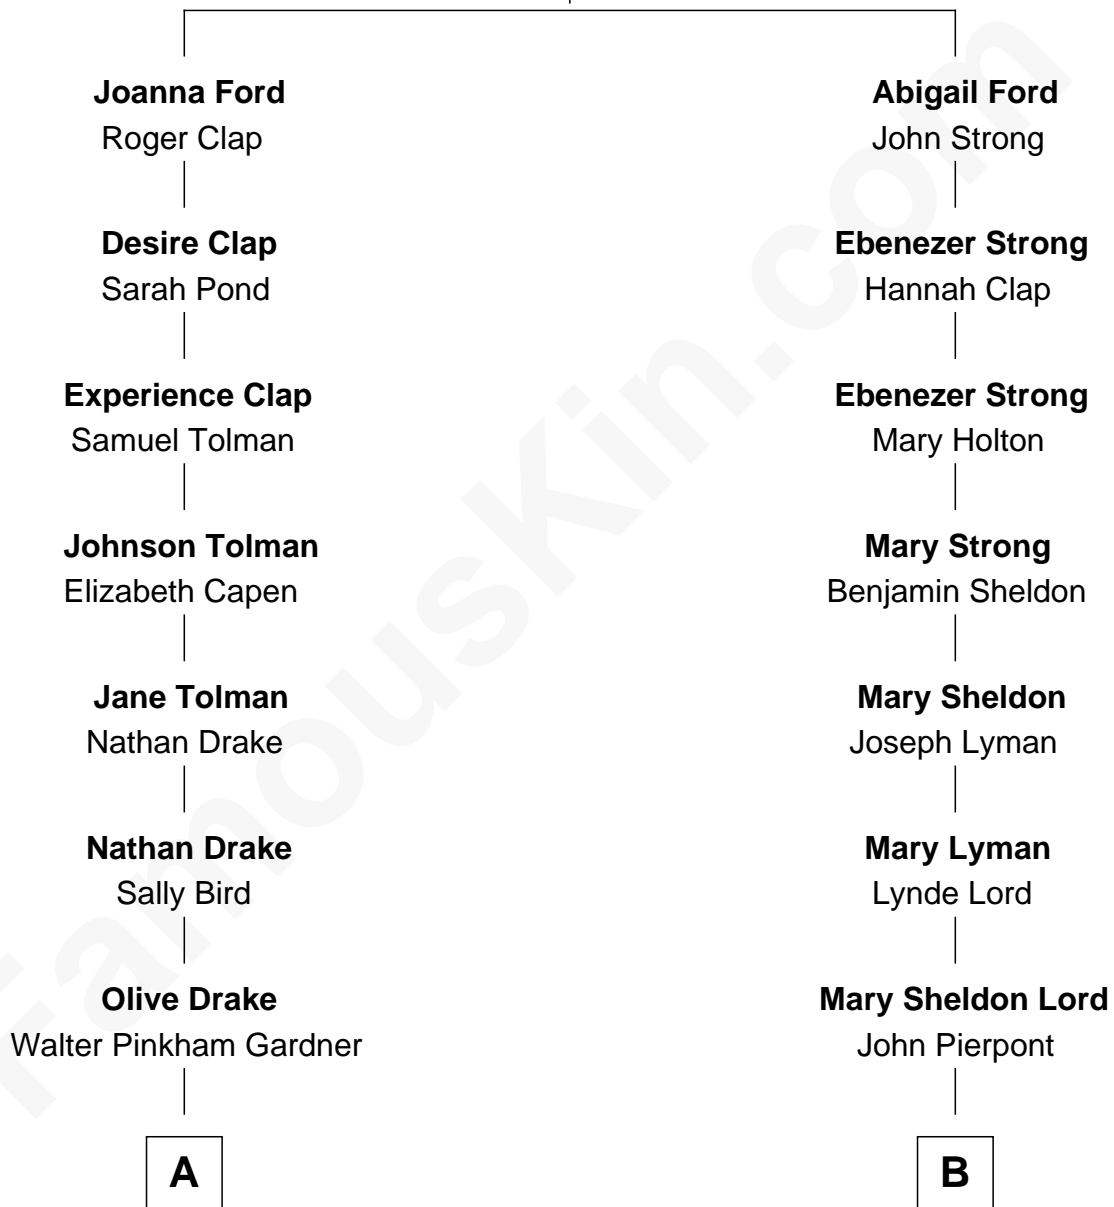 Joanna Ford
Roger Clap
Desire Clap
Sarah Pond
Experience Clap
Samuel Tolman
Johnson Tolman
Elizabeth Capen
Jane Tolman
Nathan Drake
Nathan Drake
Sally Bird
Olive Drake
Walter Pinkham Gardner
A
Abigail Ford
John Strong
Ebenezer Strong
Hannah Clap
Ebenezer Strong
Mary Holton
Mary Strong
Benjamin Sheldon
Mary Sheldon
Joseph Lyman
Mary Lyman
Lynde Lord
Mary Sheldon Lord
John Pierpont
B
FamousKin.com